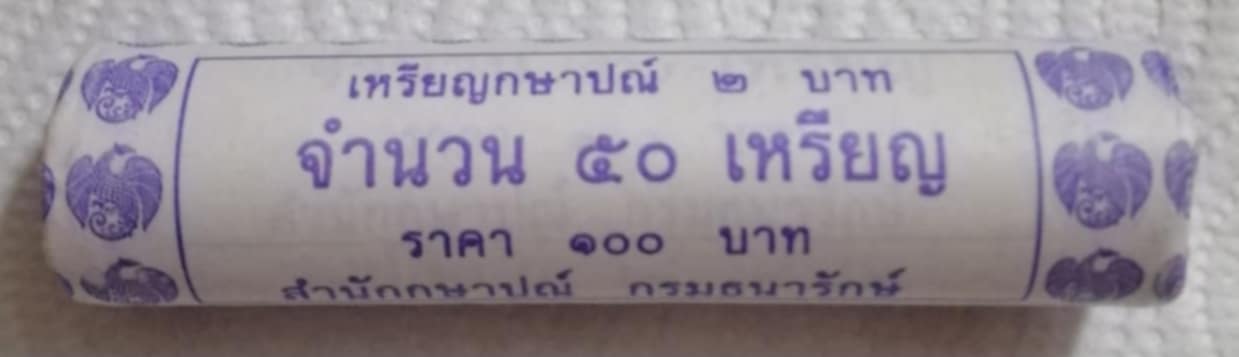 เหรียญกษาปณ์ ๒ บาท
จำนวน ๕๐ เหรียญ
ราคา ๑๐๐ บาท
สำนักกษาปณ์ กรมธนารักษ์